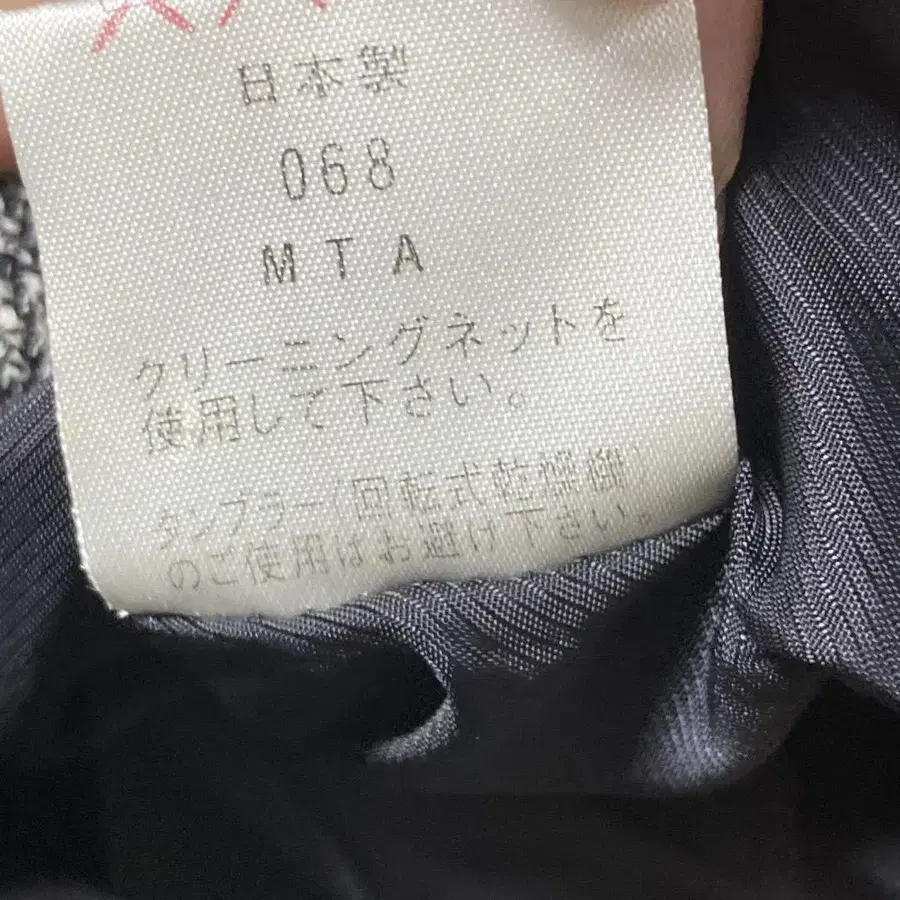 日本製
068
MTA
クリーニングネットを
使用して下さい。
タンブラー(回転式乾燥機)
のご使用はお避け下さい。